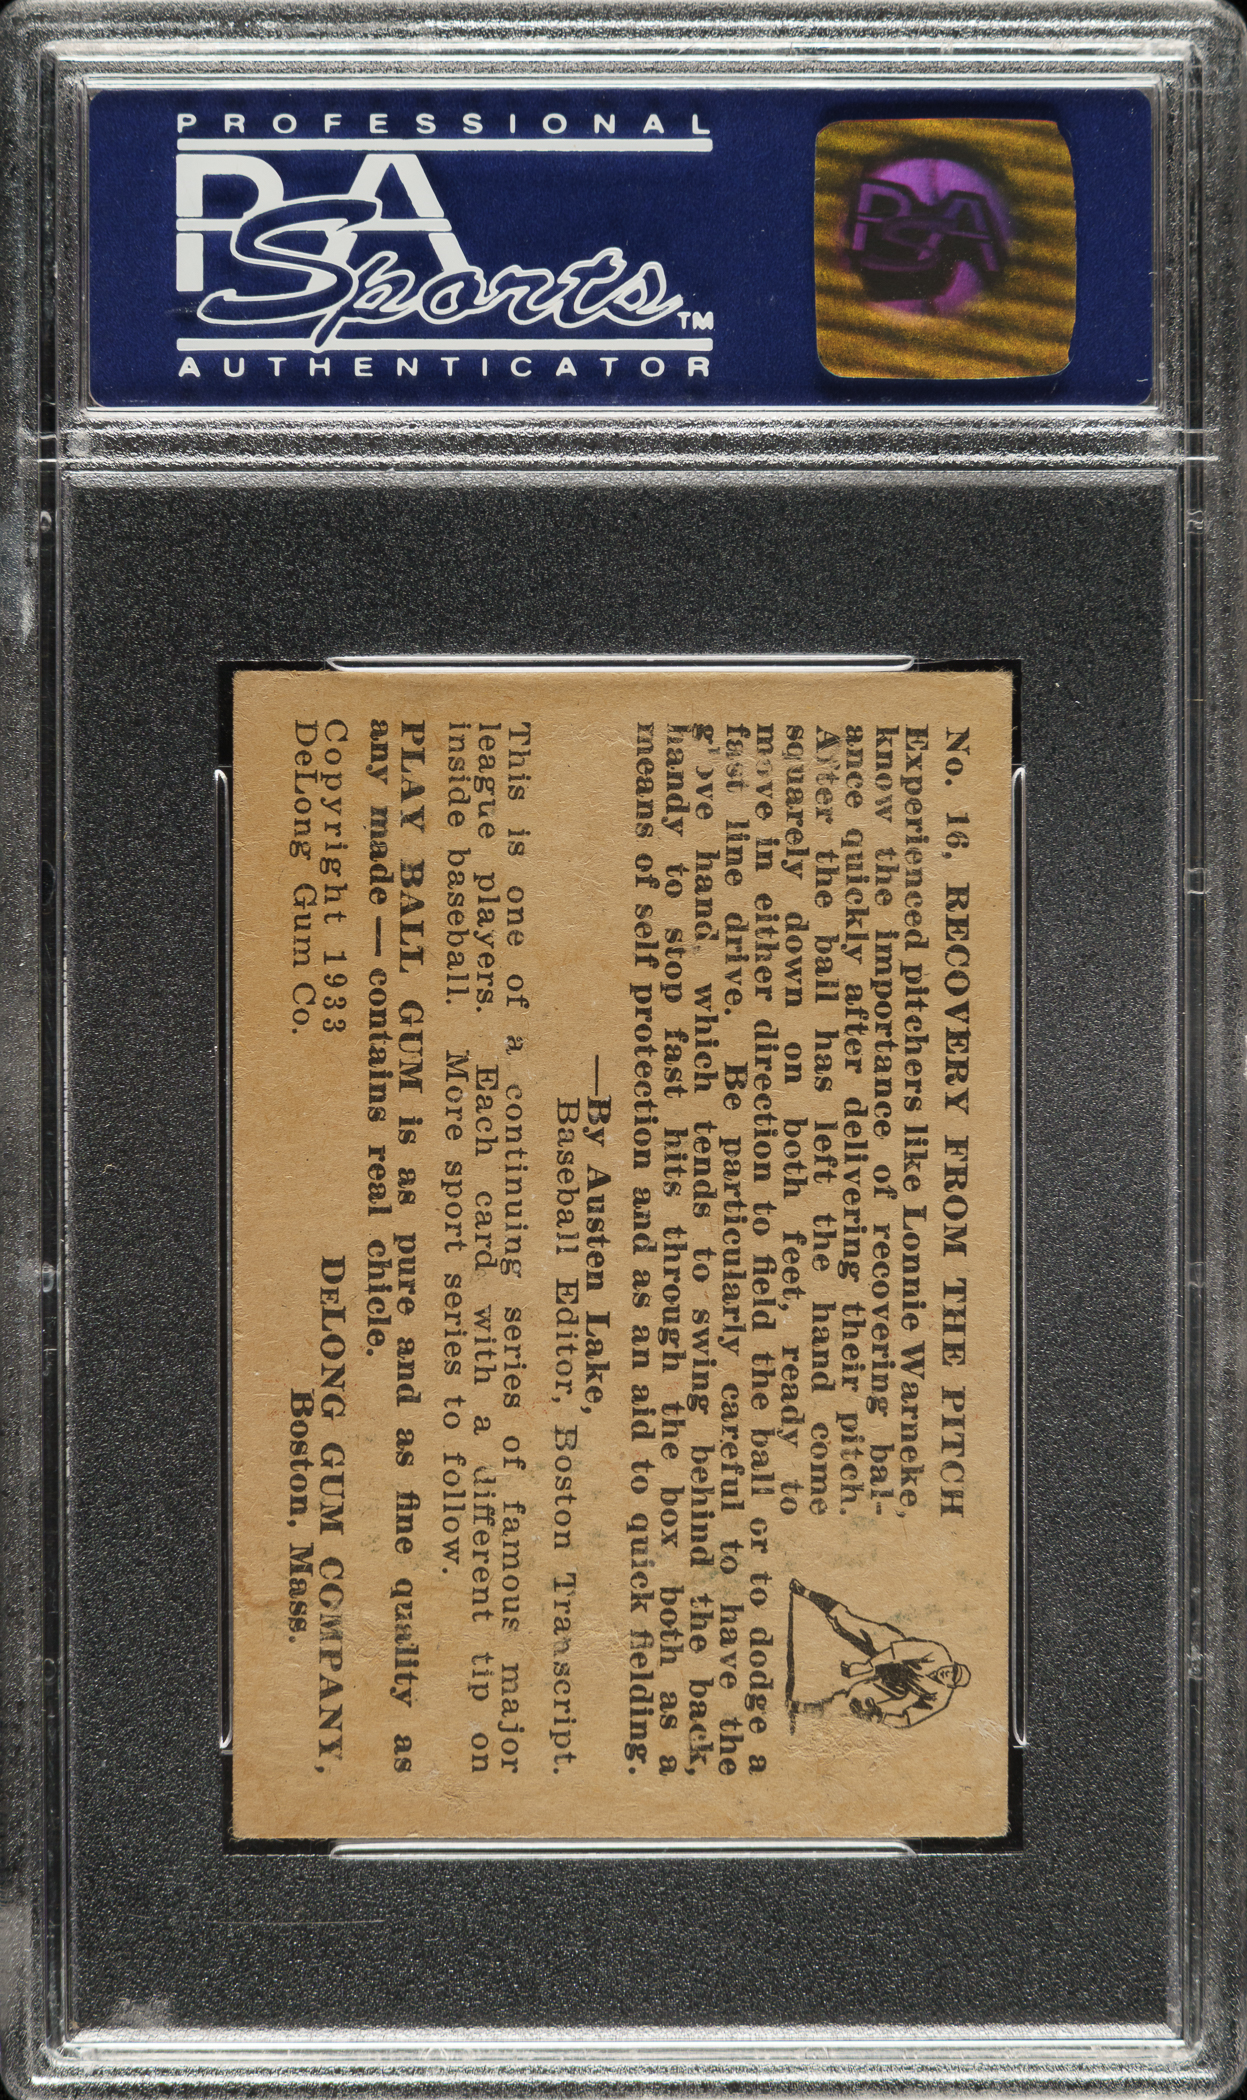 PROFESSIONAL
PSA
Sports™
AUTHENTICATOR
PSA
No. 16, RECOVERY FROM THE PITCH
Experienced pitchers like Lonnie Warneke,
know the importance of recovering bal-
ance quickly after delivering their pitch.
After the ball has left the hand come
squarely down on both feet, ready to
move in either direction to field the ball or to dodge a
fast line drive. Be particularly careful to have the
glove hand which tends to swing behind the back,
handy to stop fast hits through the box both as a
means of self protection and as an aid to quick fielding.
—By Austen Lake,
Baseball Editor, Boston Transcript.
This is one of a continuing series of famous major
league players. Each card with a different tip on
inside baseball. More sport series to follow.
PLAY BALL GUM is as pure and as fine quality as
any made — contains real chicle.
Copyright 1933 DELONG GUM COMPANY,
DeLong Gum Co. Boston, Mass.